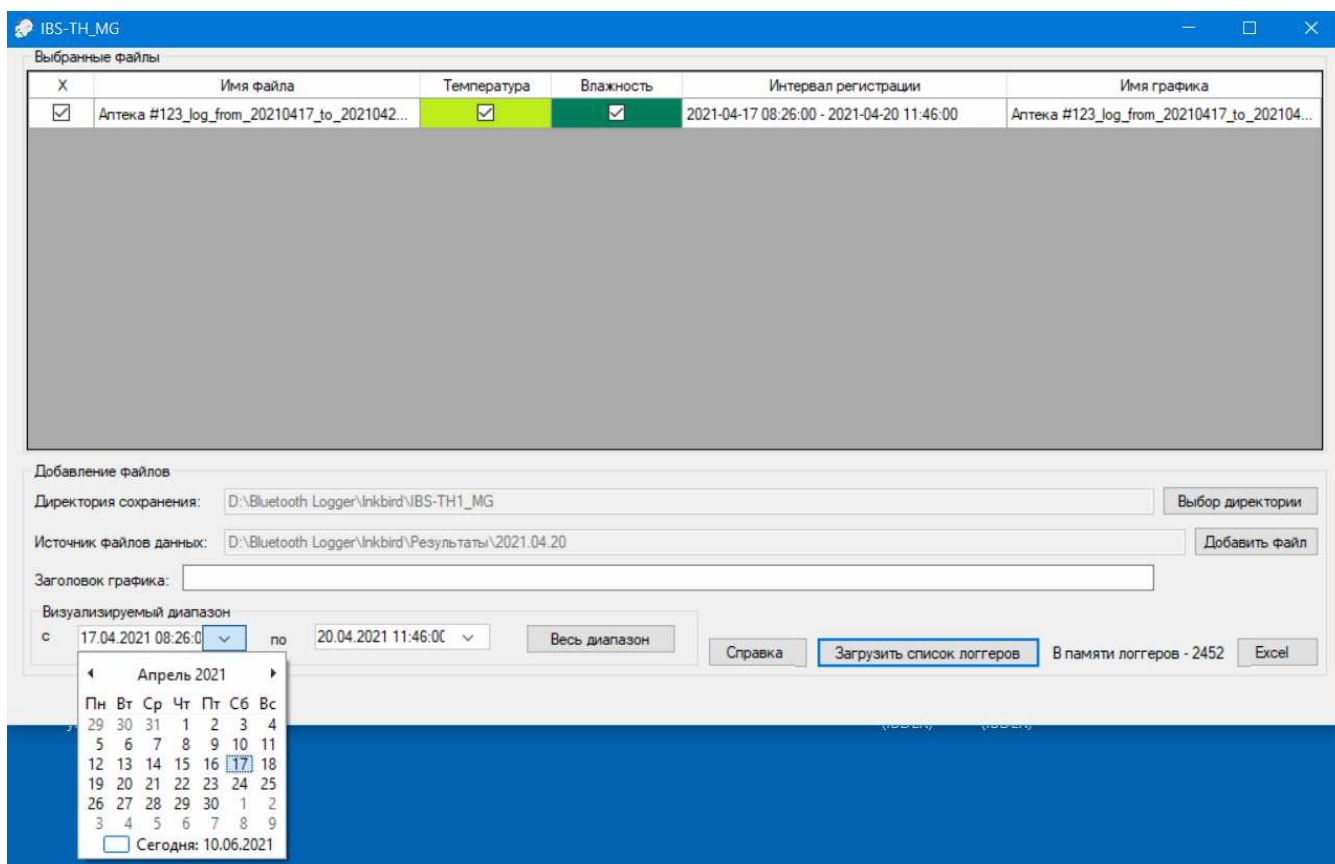 IBS-TH_MG
Выбранные файлы
X Имя файла Температура Влажность Интервал регистрации Имя графика
Аптека #123_log_from_20210417_to_2021042... 2021-04-17 08:26:00 - 2021-04-20 11:46:00 Аптека #123_log_from_20210417_to_202104...
Добавление файлов
Директория сохранения: D:\Bluetooth Logger\Inkbird\IBS-TH1_MG Выбор директории
Источник файлов данных: D:\Bluetooth Logger\Inkbird\Результаты\2021.04.20 Добавить файл
Заголовок графика:
Визуализируемый диапазон
с 17.04.2021 08:26:0 по 20.04.2021 11:46:00 Весь диапазон
Справка Загрузить список логгеров В памяти логгеров - 2452 Excel
Апрель 2021
Пн Вт Ср Чт Пт Сб Вс
29 30 31 1 2 3 4
5 6 7 8 9 10 11
12 13 14 15 16 17 18
19 20 21 22 23 24 25
26 27 28 29 30 1 2
3 4 5 6 7 8 9
Сегодня: 10.06.2021